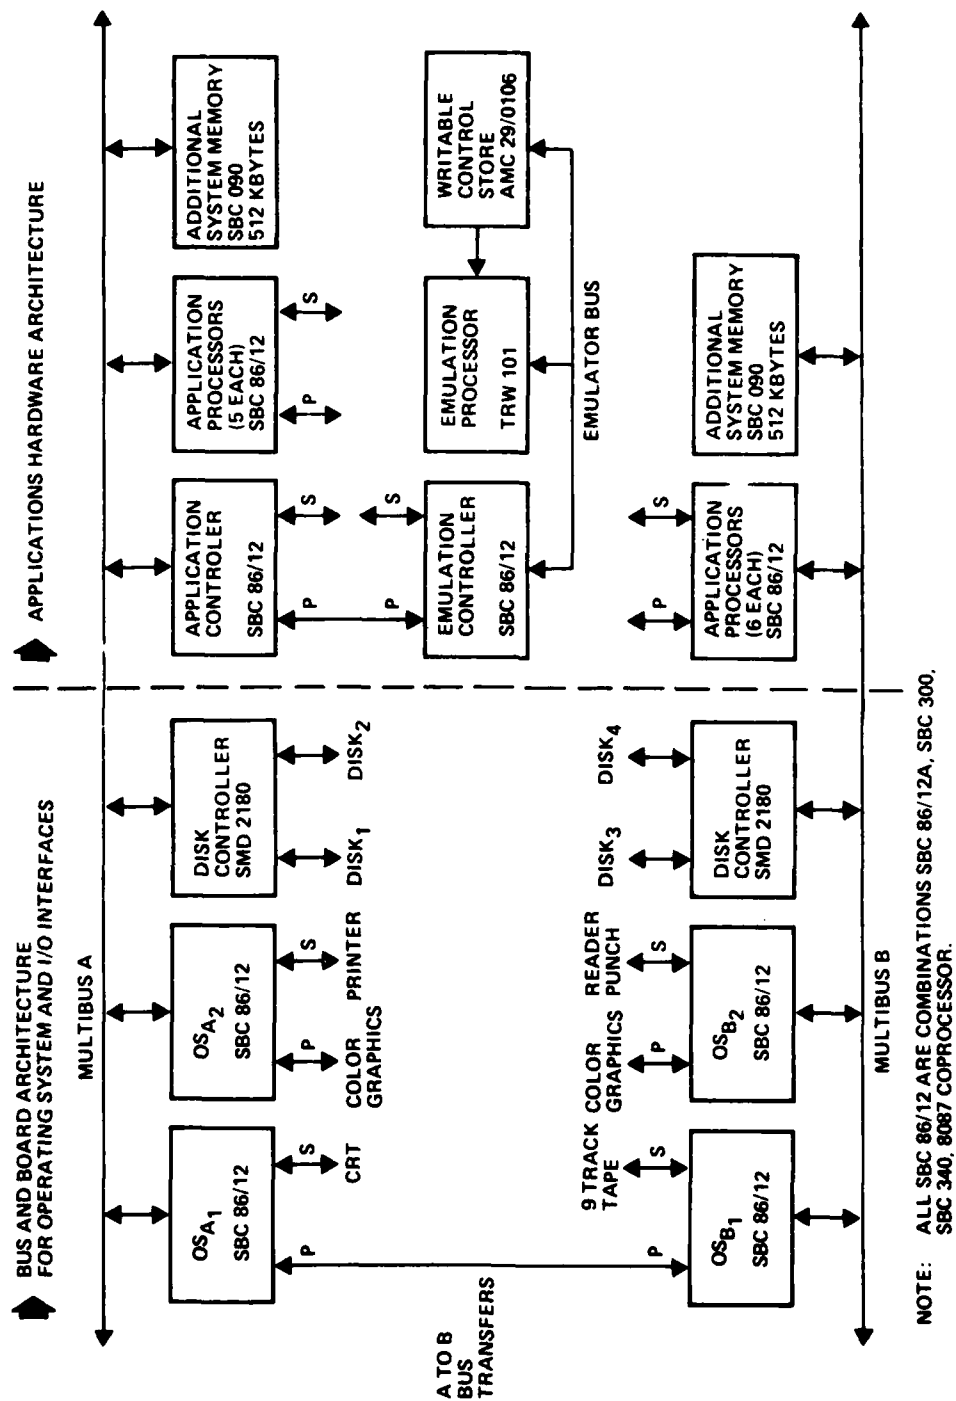 BUS AND BOARD ARCHITECTURE
FOR OPERATING SYSTEM AND I/O INTERFACES
APPLICATIONS HARDWARE ARCHITECTURE
MULTIBUS A
OSA1
SBC 86/12
OSA2
SBC 86/12
DISK
CONTROLLER
SMD 2180
APPLICATION
CONTROLER
SBC 86/12
APPLICATION
PROCESSORS
(5 EACH)
SBC 86/12
ADDITIONAL
SYSTEM MEMORY
SBC 090
512 KBYTES
P
S
CRT
P
COLOR
GRAPHICS
S
PRINTER
DISK1
DISK2
P
S
P
S
A TO B
BUS
TRANSFERS
P
S
EMULATION
CONTROLLER
SBC 86/12
EMULATION
PROCESSOR
TRW 101
WRITABLE
CONTROL
STORE
AMC 29/0106
EMULATOR BUS
9 TRACK
TAPE
COLOR
GRAPHICS
READER
PUNCH
DISK3
DISK4
P
S
P
S
P
S
OSB1
SBC 86/12
OSB2
SBC 86/12
DISK
CONTROLLER
SMD 2180
APPLICATION
PROCESSORS
(6 EACH)
SBC 86/12
ADDITIONAL
SYSTEM MEMORY
SBC 090
512 KBYTES
MULTIBUS B
NOTE: ALL SBC 86/12 ARE COMBINATIONS SBC 86/12A, SBC 300,
SBC 340, 8087 COPROCESSOR.